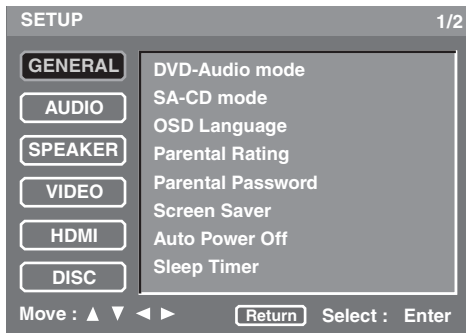 SETUP 1/2
GENERAL
AUDIO
SPEAKER
VIDEO
HDMI
DISC
DVD-Audio mode
SA-CD mode
OSD Language
Parental Rating
Parental Password
Screen Saver
Auto Power Off
Sleep Timer
Move : ▲ ▼ ◄ ► Return Select : Enter